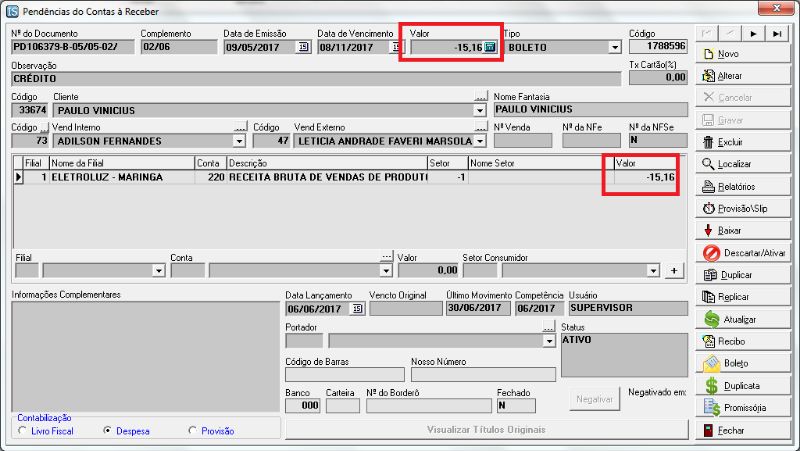 IS Pendências do Contas à Receber
Nº do Documento Complemento Data de Emissão Data de Vencimento Valor Tipo Código
PD106379-B-05/05-02/ 02/06 09/05/2017 15 08/11/2017 15 -15,16 BOLETO 1788596
Observação Tx Cartão(%)
CRÉDITO 0,00
Código Cliente ... Nome Fantasia
33674 PAULO VINICIUS PAULO VINICIUS
Código ... Vend Interno ... Código Vend Externo ... Nº Venda Nº da NFe Nº da NFSe
73 ADILSON FERNANDES 47 LETICIA ANDRADE FAVERI MARSOLA N
Filial Nome da Filial Conta Descrição Setor Nome Setor Valor
1 ELETROLUZ - MARINGA 220 RECEITA BRUTA DE VENDAS DE PRODUT -1 -15,16
Filial Conta ... Valor Setor Consumidor
0,00 +
Informações Complementares
Data Lançamento Vencto Original Último Movimento Competência Usuário
06/06/2017 15 30/06/2017 06/2017 SUPERVISOR
Portador ... Status
ATIVO
Código de Barras Nosso Número
Banco Carteira Nº do Borderô Fechado Negativar Negativado em:
000 N
Contabilização
Livro Fiscal Despesa Provisão
Visualizar Títulos Originais
Novo
Alterar
Cancelar
Gravar
Excluir
Localizar
Relatórios
Provisão\Slip
Baixar
Descartar/Ativar
Duplicar
Replicar
Atualizar
Recibo
Boleto
Duplicata
Promissória
Fechar